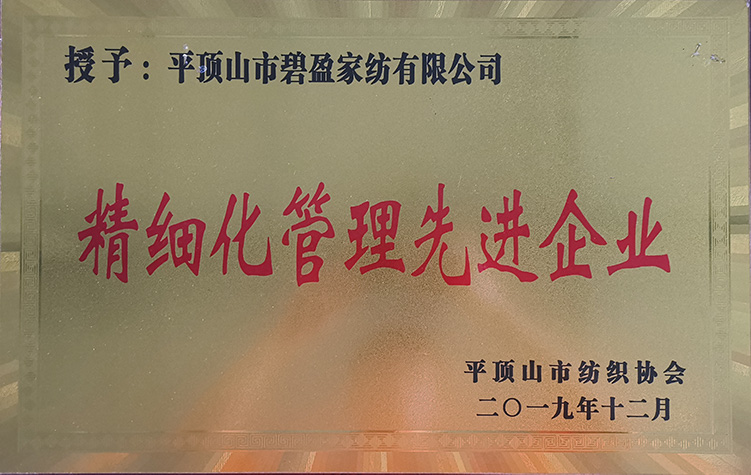 授予：平顶山市碧盈家纺有限公司
精细化管理先进企业
平顶山市纺织协会
二〇一九年十二月